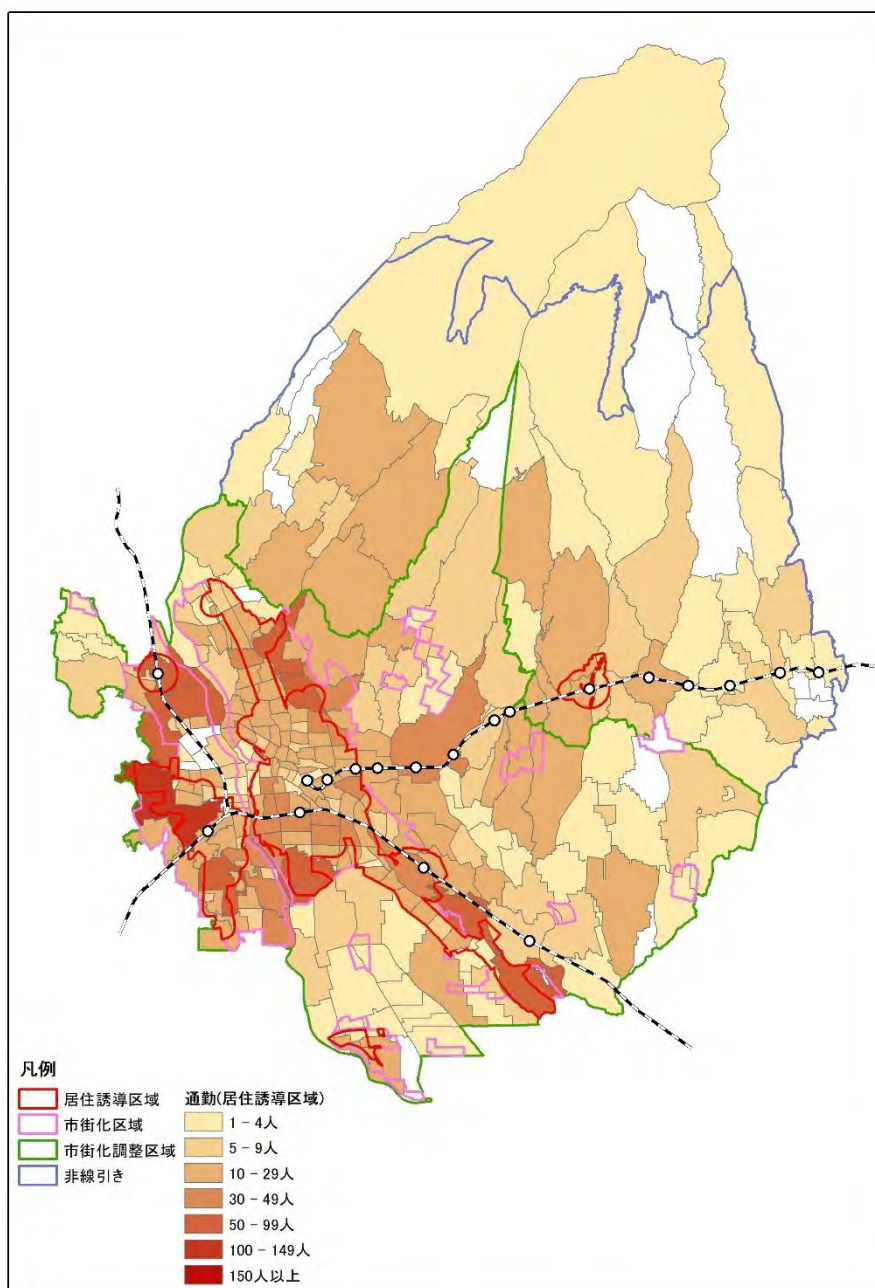 凡例
居住誘導区域
市街化区域
市街化調整区域
非線引き
通勤(居住誘導区域)
1 - 4人
5 - 9人
10 - 29人
30 - 49人
50 - 99人
100 - 149人
150人以上